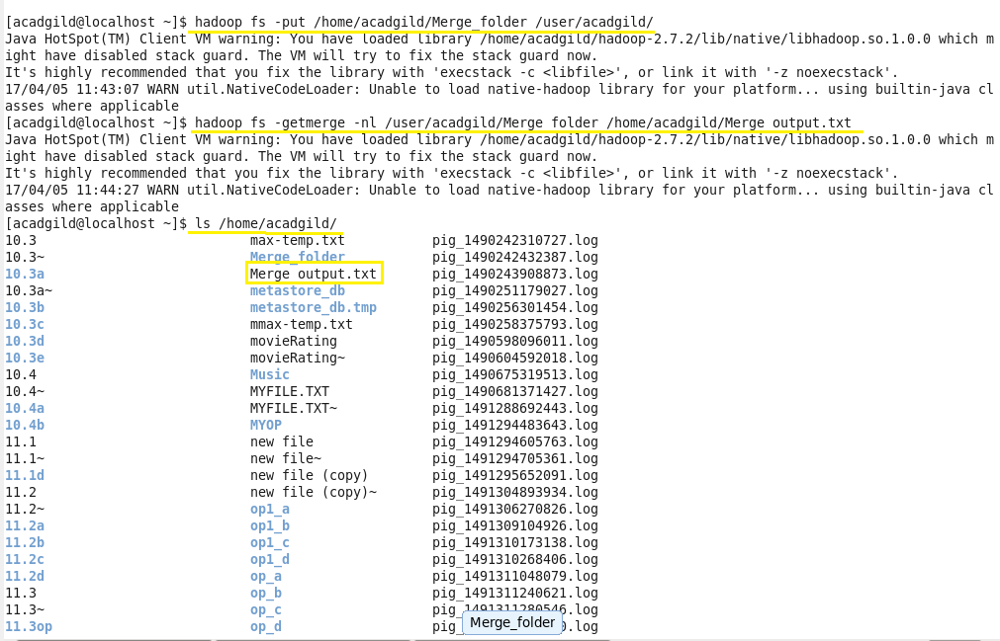 [acadgild@localhost ~]$ hadoop fs -put /home/acadgild/Merge_folder /user/acadgild/
Java HotSpot(TM) Client VM warning: You have loaded library /home/acadgild/hadoop-2.7.2/lib/native/libhadoop.so.1.0.0 which m
ight have disabled stack guard. The VM will try to fix the stack guard now.
It's highly recommended that you fix the library with 'execstack -c <libfile>', or link it with '-z noexecstack'.
17/04/05 11:43:07 WARN util.NativeCodeLoader: Unable to load native-hadoop library for your platform... using builtin-java cl
asses where applicable
[acadgild@localhost ~]$ hadoop fs -getmerge -nl /user/acadgild/Merge_folder /home/acadgild/Merge_output.txt
Java HotSpot(TM) Client VM warning: You have loaded library /home/acadgild/hadoop-2.7.2/lib/native/libhadoop.so.1.0.0 which m
ight have disabled stack guard. The VM will try to fix the stack guard now.
It's highly recommended that you fix the library with 'execstack -c <libfile>', or link it with '-z noexecstack'.
17/04/05 11:44:27 WARN util.NativeCodeLoader: Unable to load native-hadoop library for your platform... using builtin-java cl
asses where applicable
[acadgild@localhost ~]$ ls /home/acadgild/
10.3 max-temp.txt pig_1490242310727.log
10.3~ Merge_folder pig_1490242432387.log
10.3a Merge_output.txt pig_1490243908873.log
10.3a~ metastore_db pig_1490251179027.log
10.3b metastore_db.tmp pig_1490256301454.log
10.3c mmax-temp.txt pig_1490258375793.log
10.3d movieRating pig_1490598096011.log
10.3e movieRating~ pig_1490604592018.log
10.4 Music pig_1490675319513.log
10.4~ MYFILE.TXT pig_1490681371427.log
10.4a MYFILE.TXT~ pig_1491288692443.log
10.4b MYOP pig_1491294483643.log
11.1 new file pig_1491294605763.log
11.1~ new file~ pig_1491294705361.log
11.1d new file (copy) pig_1491295652091.log
11.2 new file (copy)~ pig_1491304893934.log
11.2~ op1_a pig_1491306270826.log
11.2a op1_b pig_1491309104926.log
11.2b op1_c pig_1491310173138.log
11.2c op1_d pig_1491310268406.log
11.2d op_a pig_1491311048079.log
11.3 op_b pig_1491311240621.log
11.3~ op_c pig_1491311280546.log
11.3op op_d
Merge_folder